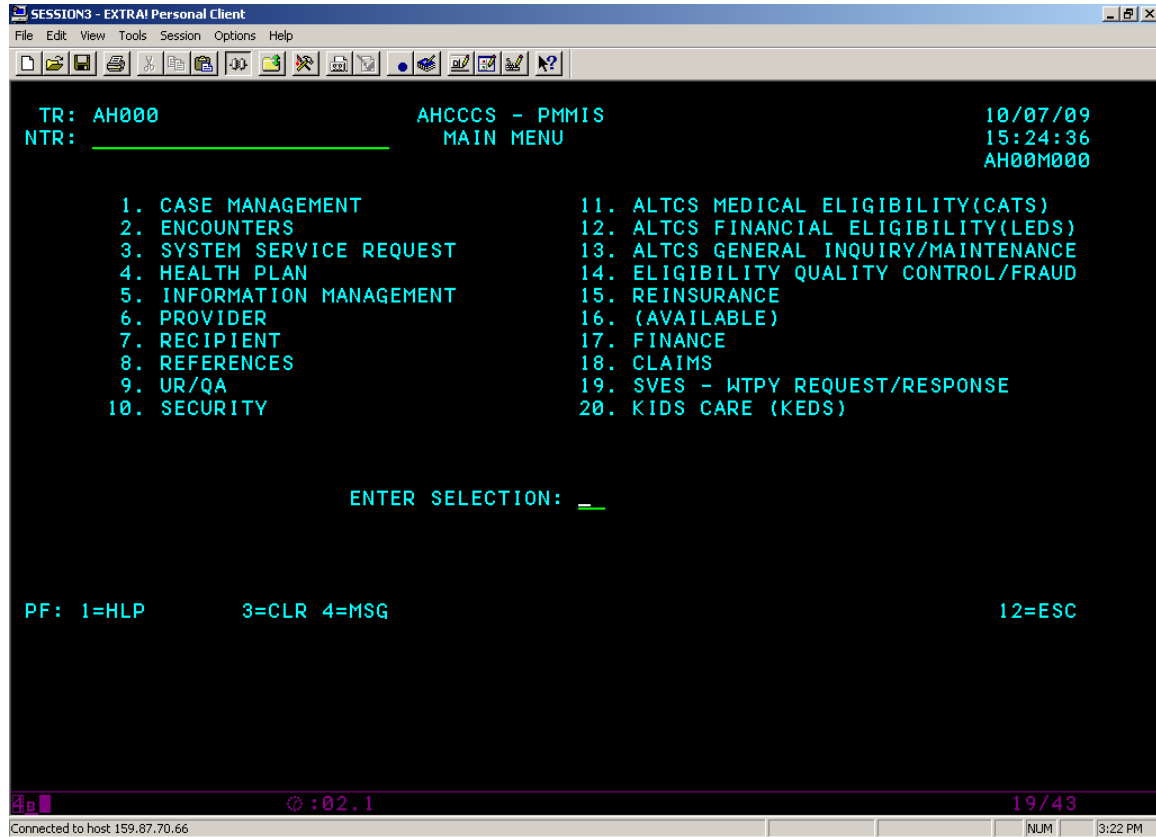 SESSION3 - EXTRA! Personal Client
File Edit View Tools Session Options Help
TR: AH000 AHCCCS - PMMIS 10/07/09
NTR: MAIN MENU 15:24:36
AH00M000
1. CASE MANAGEMENT 11. ALTCS MEDICAL ELIGIBILITY(CATS)
2. ENCOUNTERS 12. ALTCS FINANCIAL ELIGIBILITY(LEDS)
3. SYSTEM SERVICE REQUEST 13. ALTCS GENERAL INQUIRY/MAINTENANCE
4. HEALTH PLAN 14. ELIGIBILITY QUALITY CONTROL/FRAUD
5. INFORMATION MANAGEMENT 15. REINSURANCE
6. PROVIDER 16. (AVAILABLE)
7. RECIPIENT 17. FINANCE
8. REFERENCES 18. CLAIMS
9. UR/QA 19. SVES - WTPY REQUEST/RESPONSE
10. SECURITY 20. KIDS CARE (KEDS)
ENTER SELECTION:
PF: 1=HLP 3=CLR 4=MSG 12=ESC
4B :02.1 19/43
Connected to host 159.87.70.66 NUM 3:22 PM